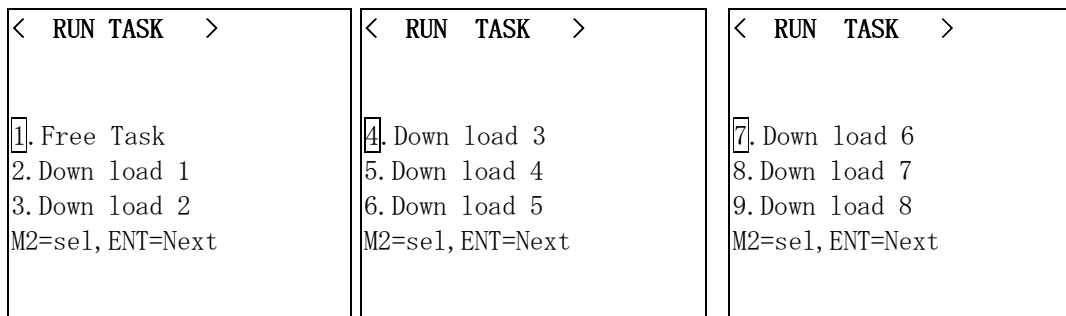 < RUN TASK >
1.Free Task
2.Down load 1
3.Down load 2
M2=sel,ENT=Next
< RUN TASK >
4.Down load 3
5.Down load 4
6.Down load 5
M2=sel,ENT=Next
< RUN TASK >
7.Down load 6
8.Down load 7
9.Down load 8
M2=sel,ENT=Next